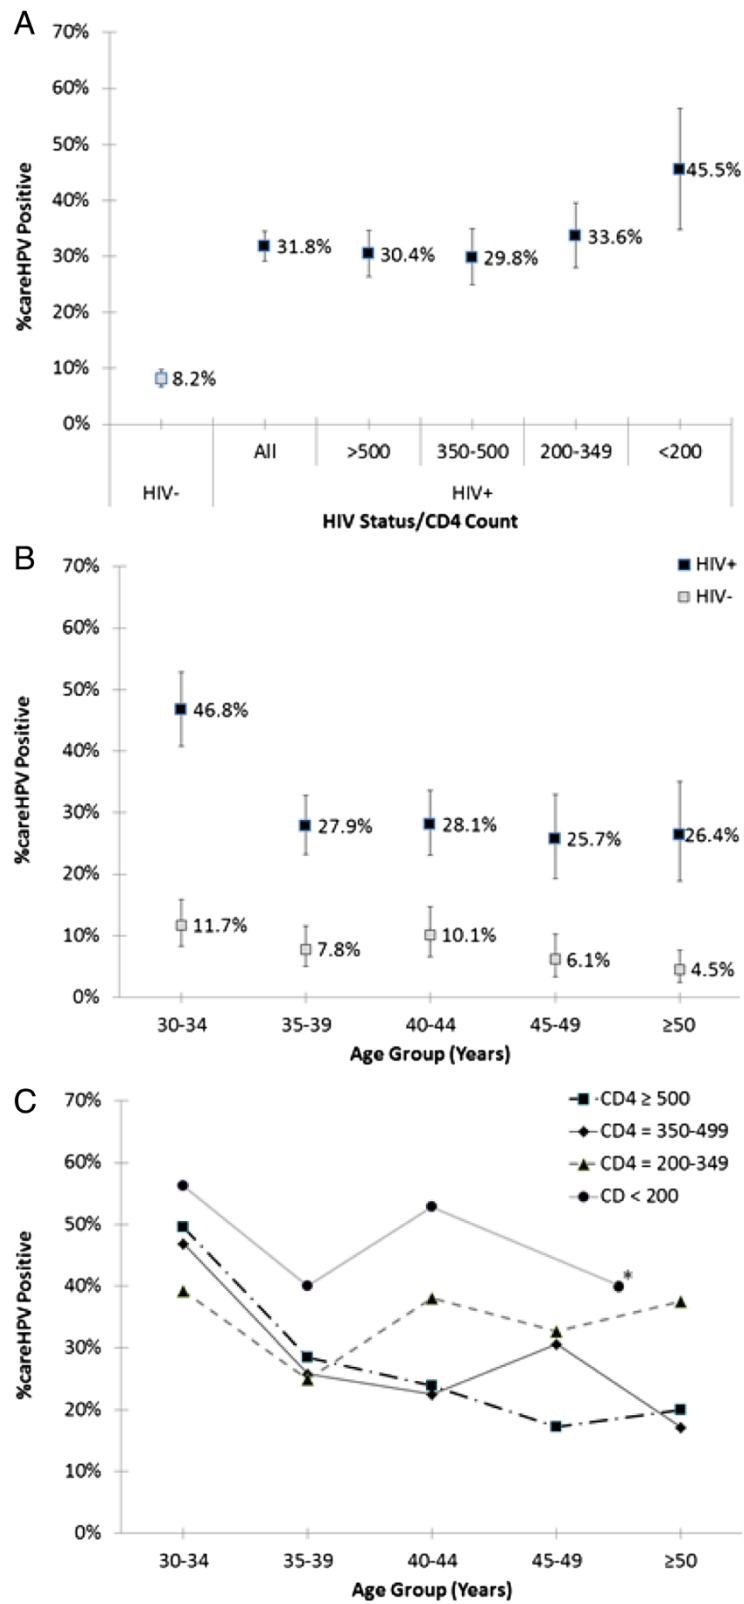 A
70%
60%
50%
40%
30%
20%
10%
0%
%careHPV Positive
8.2%
31.8%
30.4%
29.8%
33.6%
45.5%
All >500 350-500 200-349 <200
HIV- HIV+
HIV Status/CD4 Count
B
70%
60%
50%
40%
30%
20%
10%
0%
%careHPV Positive
HIV+
HIV-
46.8%
27.9%
28.1%
25.7%
26.4%
11.7%
7.8%
10.1%
6.1%
4.5%
30-34 35-39 40-44 45-49 ≥50
Age Group (Years)
C
70%
60%
50%
40%
30%
20%
10%
0%
%careHPV Positive
CD4 ≥ 500
CD4 = 350-499
CD4 = 200-349
CD < 200
*
30-34 35-39 40-44 45-49 ≥50
Age Group (Years)